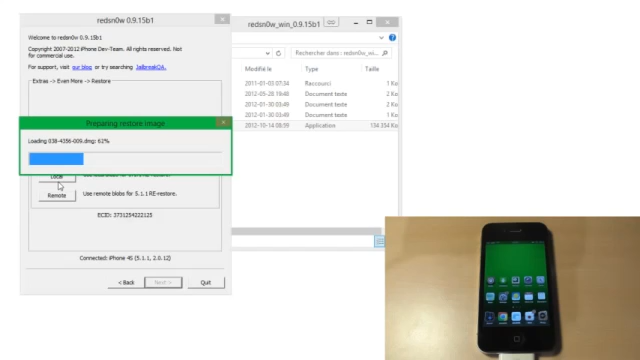 redsn0w 0.9.15b1
Welcome to redsn0w 0.9.15b1
Copyright 2007-2012 iPhone Dev-Team. All rights reserved. Not
for commercial use.
For support, visit our blog or try searching JailbreakQA.
Extras -> Even More -> Restore
Preparing restore image
Loading 038-4356-009.dmg: 61%
Local
Remote
Use remote blobs for 5.1.1 RE-restore.
ECID: 3731254222125
Connected: iPhone 4S (5.1.1, 2.0.12)
< Back
Next >
Quit
redsn0w_win_0.9.15b1
Rechercher dans : redsn0w_wi...
Modifié le Type Taille
2011-01-03 07:34 Raccourci 1 Ko
2012-05-28 19:48 Document texte 2 Ko
2012-01-30 03:49 Document texte 2 Ko
2012-01-30 03:49 Document texte 1 Ko
2012-10-14 08:59 Application